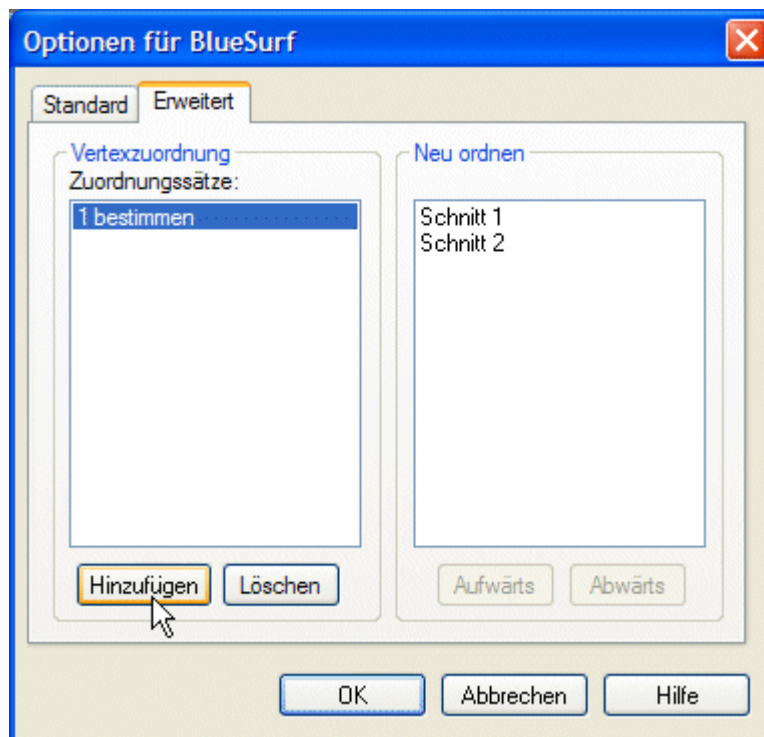 Optionen für BlueSurf
Standard
Erweitert
Vertexzuordnung
Zuordnungssätze:
1 bestimmen
Hinzufügen
Löschen
Neu ordnen
Schnitt 1
Schnitt 2
Aufwärts
Abwärts
OK
Abbrechen
Hilfe